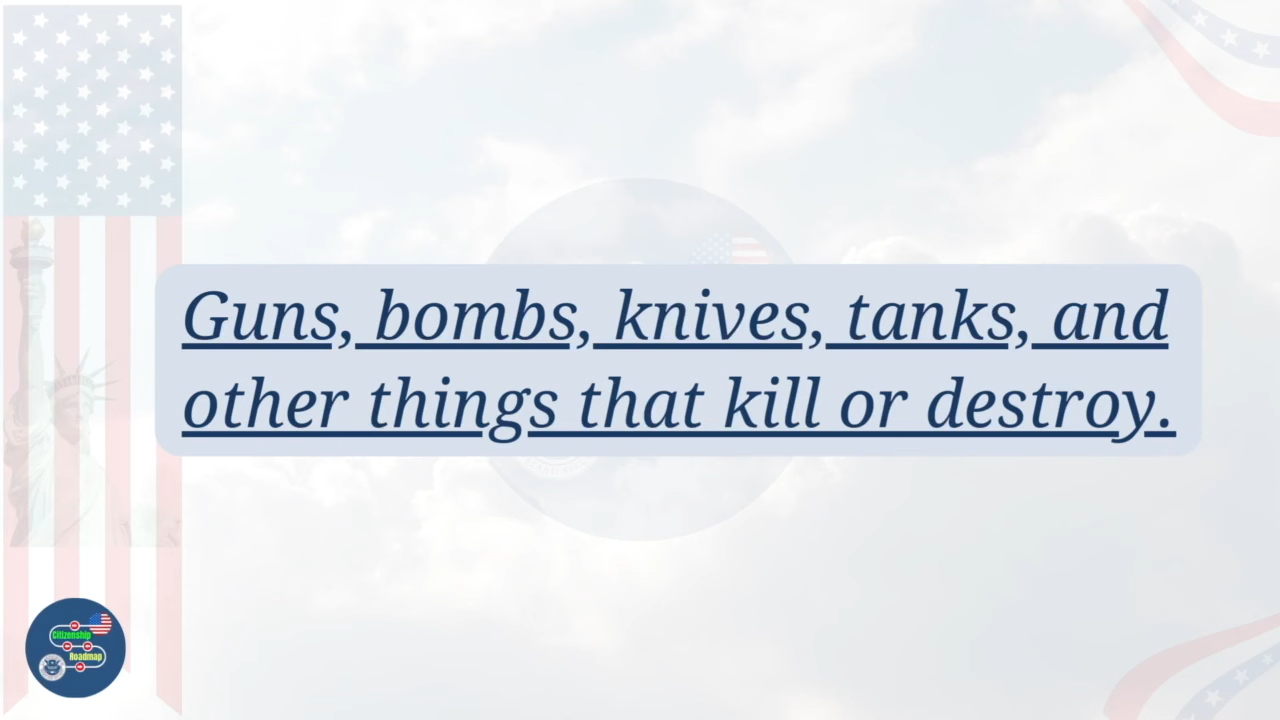 Guns, bombs, knives, tanks, and
other things that kill or destroy.
Citizenship
Roadmap